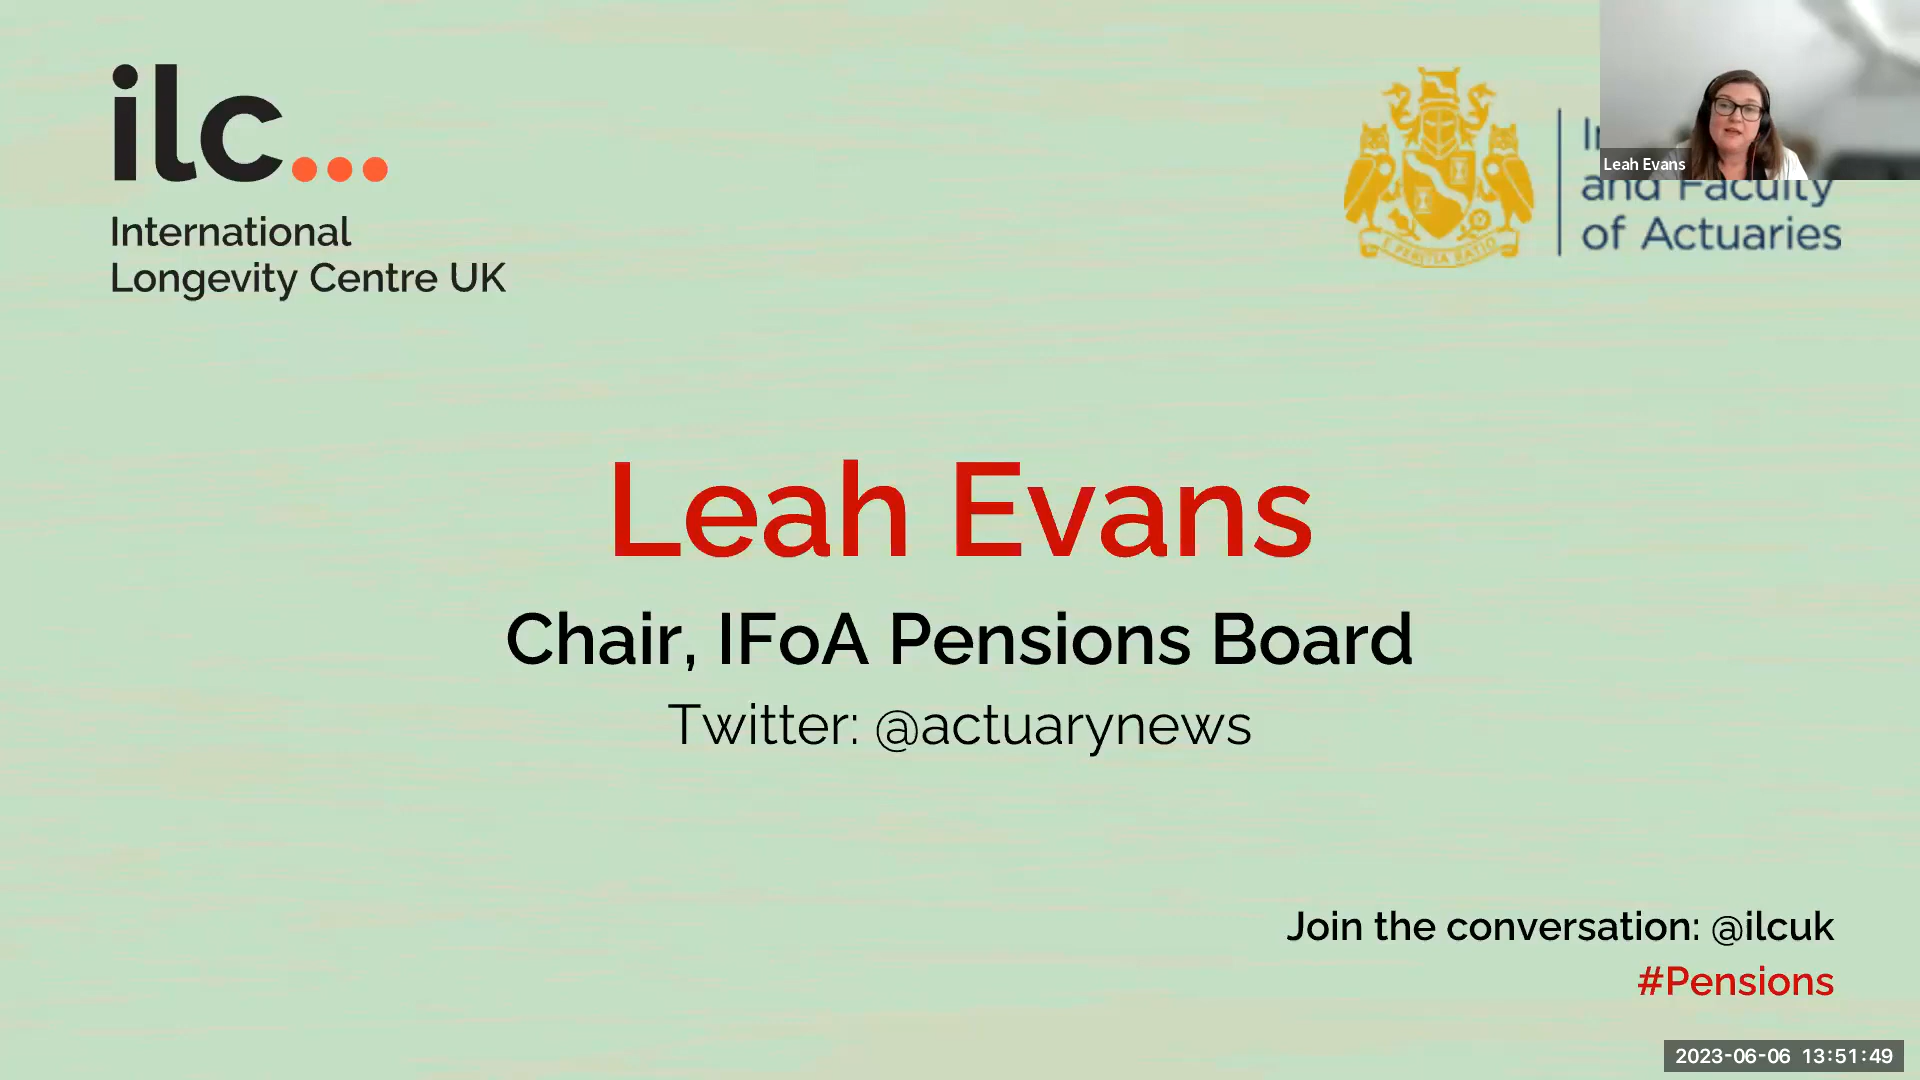 ilc...
International
Longevity Centre UK
and Faculty
of Actuaries
Leah Evans
Leah Evans
Chair, IFoA Pensions Board
Twitter: @actuarynews
Join the conversation: @ilcuk
#Pensions
2023-06-06 13:51:49